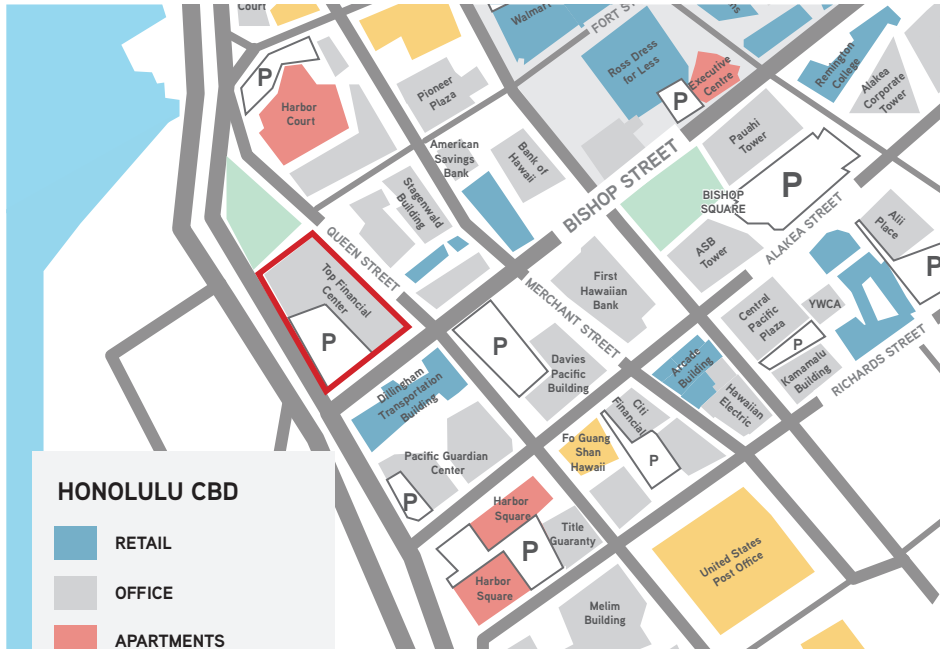 Court
Walmart
FORT ST
Ross Dress
for Less
Executive
Centre
P
Remington
College
Alakea
Corporate
Tower
P
Harbor
Court
Pioneer
Plaza
American
Savings
Bank
Bank of
Hawaii
Pauahi
Tower
P
BISHOP STREET
BISHOP
SQUARE
ASB
Tower
ALAKEA STREET
Alii
Place
P
Stagenwald
Building
QUEEN STREET
Top Financial
Center
P
MERCHANT STREET
First
Hawaiian
Bank
Central
Pacific
Plaza
YWCA
P
Kamamalu
Building
RICHARDS STREET
P
Davies
Pacific
Building
Arcade
Building
Hawaiian
Electric
Dillingham
Transportation
Building
Citi
Financial
P
Fo Guang
Shan
Hawaii
Pacific Guardian
Center
P
Harbor
Square
P
Title
Guaranty
Harbor
Square
United States
Post Office
Melim
Building
HONOLULU CBD
RETAIL
OFFICE
APARTMENTS